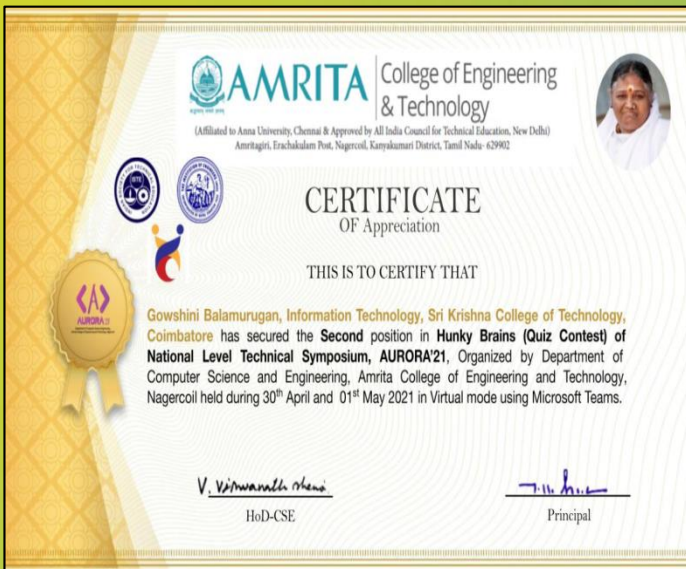 AMRITA
College of Engineering
& Technology
(Affiliated to Anna University, Chennai & Approved by All India Council for Technical Education, New Delhi)
Amritagiri, Erachakulam Post, Nagercoil, Kanyakumari District, Tamil Nadu- 629902
ISTE
CERTIFICATE
OF Appreciation
THIS IS TO CERTIFY THAT
<A>
AURORA'21
Gowshini Balamurugan, Information Technology, Sri Krishna College of Technology,
Coimbatore has secured the Second position in Hunky Brains (Quiz Contest) of
National Level Technical Symposium, AURORA'21, Organized by Department of
Computer Science and Engineering, Amrita College of Engineering and Technology,
Nagercoil held during 30th April and 01st May 2021 in Virtual mode using Microsoft Teams.
HoD-CSE
Principal